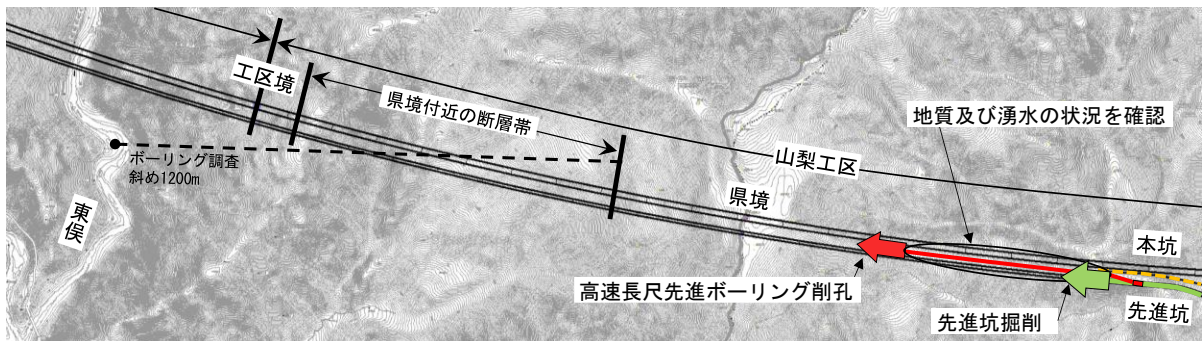 工区境
県境付近の断層帯
地質及び湧水の状況を確認
ボーリング調査
斜め1200m
山梨工区
東俣
県境
本坑
高速長尺先進ボーリング削孔
先進坑掘削
先進坑